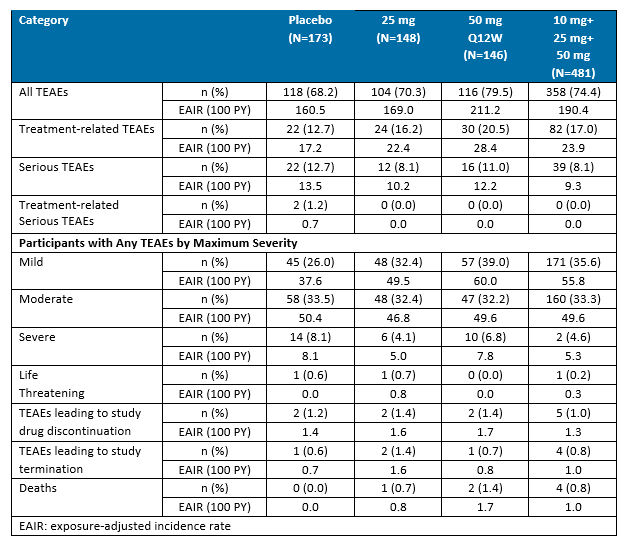 Category Placebo (N=173) 25 mg (N=148) 50 mg Q12W (N=146) 10 mg+ 25 mg+ 50 mg (N=481)
All TEAEs n (%) 118 (68.2) 104 (70.3) 116 (79.5) 358 (74.4)
EAIR (100 PY) 160.5 169.0 211.2 190.4
Treatment-related TEAEs n (%) 22 (12.7) 24 (16.2) 30 (20.5) 82 (17.0)
EAIR (100 PY) 17.2 22.4 28.4 23.9
Serious TEAEs n (%) 22 (12.7) 12 (8.1) 16 (11.0) 39 (8.1)
EAIR (100 PY) 13.5 10.2 12.2 9.3
Treatment-related n (%) 2 (1.2) 0 (0.0) 0 (0.0) 0 (0.0)
Serious TEAEs EAIR (100 PY) 0.7 0.0 0.0 0.0
Participants with Any TEAEs by Maximum Severity
Mild n (%) 45 (26.0) 48 (32.4) 57 (39.0) 171 (35.6)
EAIR (100 PY) 37.6 49.5 60.0 55.8
Moderate n (%) 58 (33.5) 48 (32.4) 47 (32.2) 160 (33.3)
EAIR (100 PY) 50.4 46.8 49.6 49.6
Severe n (%) 14 (8.1) 6 (4.1) 10 (6.8) 2 (4.6)
EAIR (100 PY) 8.1 5.0 7.8 5.3
Life n (%) 1 (0.6) 1 (0.7) 0 (0.0) 1 (0.2)
Threatening EAIR (100 PY) 0.0 0.8 0.0 0.3
TEAEs leading to study n (%) 2 (1.2) 2 (1.4) 2 (1.4) 5 (1.0)
drug discontinuation EAIR (100 PY) 1.4 1.6 1.7 1.3
TEAEs leading to study n (%) 1 (0.6) 2 (1.4) 1 (0.7) 4 (0.8)
termination EAIR (100 PY) 0.7 1.6 0.8 1.0
Deaths n (%) 0 (0.0) 1 (0.7) 2 (1.4) 4 (0.8)
EAIR (100 PY) 0.0 0.8 1.7 1.0
EAIR: exposure-adjusted incidence rate